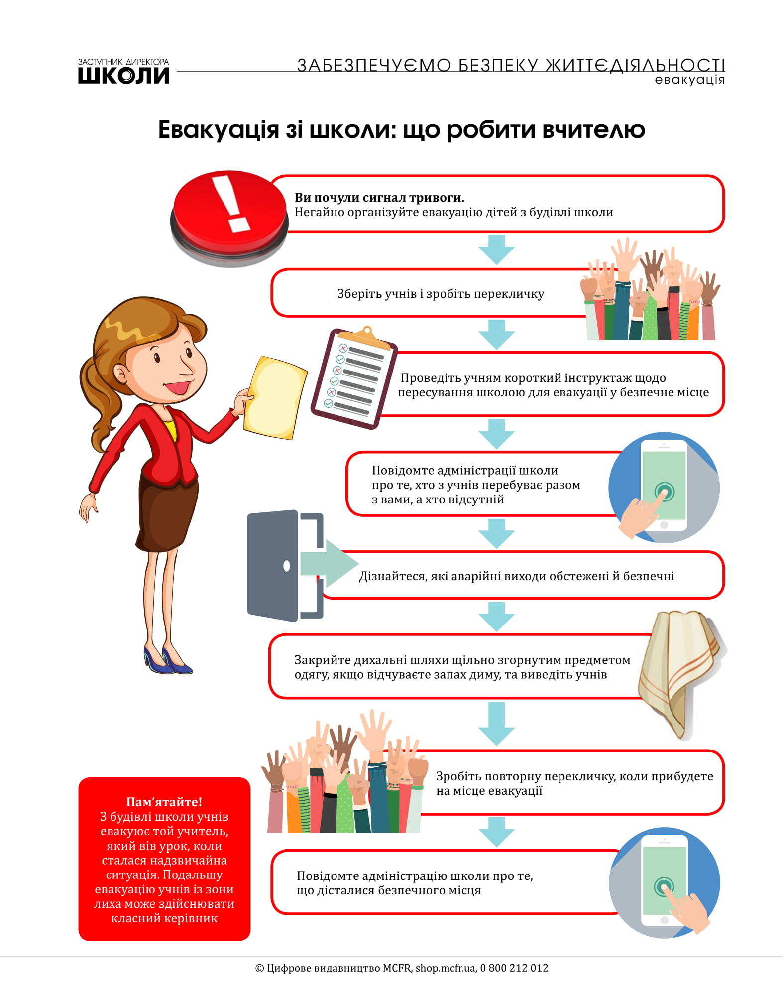 ЗАСТУПНИК ДИРЕКТОРА
ШКОЛИ
ЗАБЕЗПЕЧУЄМО БЕЗПЕКУ ЖИТТЄДІЯЛЬНОСТІ
евакуація
Евакуація зі школи: що робити вчителю
Ви почули сигнал тривоги.
Негайно організуйте евакуацію дітей з будівлі школи
Зберіть учнів і зробіть перекличку
Проведіть учням короткий інструктаж щодо
пересування школою для евакуації у безпечне місце
Повідомте адміністрації школи
про те, хто з учнів перебуває разом
з вами, а хто відсутній
Дізнайтеся, які аварійні виходи обстежені й безпечні
Закрийте дихальні шляхи щільно згорнутим предметом
одягу, якщо відчуваєте запах диму, та виведіть учнів
Зробіть повторну перекличку, коли прибудете
на місце евакуації
Повідомте адміністрацію школи про те,
що дісталися безпечного місця
Пам’ятайте!
З будівлі школи учнів
евакуює той учитель,
який вів урок, коли
сталася надзвичайна
ситуація. Подальшу
евакуацію учнів із зони
лиха може здійснювати
класний керівник
© Цифрове видавництво MCFR, shop.mcfr.ua, 0 800 212 012